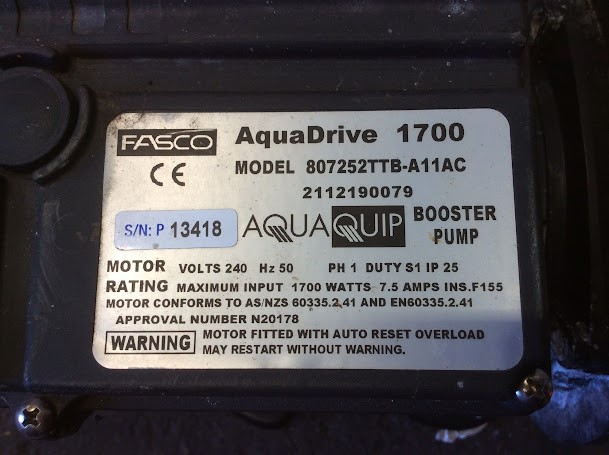 FASCO AquaDrive 1700
CE MODEL 807252TTB-A11AC
2112190079
S/N: P 13418 AQUAQUIP BOOSTER PUMP
MOTOR VOLTS 240 Hz 50 PH 1 DUTY S1 IP 25
RATING MAXIMUM INPUT 1700 WATTS 7.5 AMPS INS.F155
MOTOR CONFORMS TO AS/NZS 60335.2.41 AND EN60335.2.41
APPROVAL NUMBER N20178
WARNING MOTOR FITTED WITH AUTO RESET OVERLOAD
MAY RESTART WITHOUT WARNING.